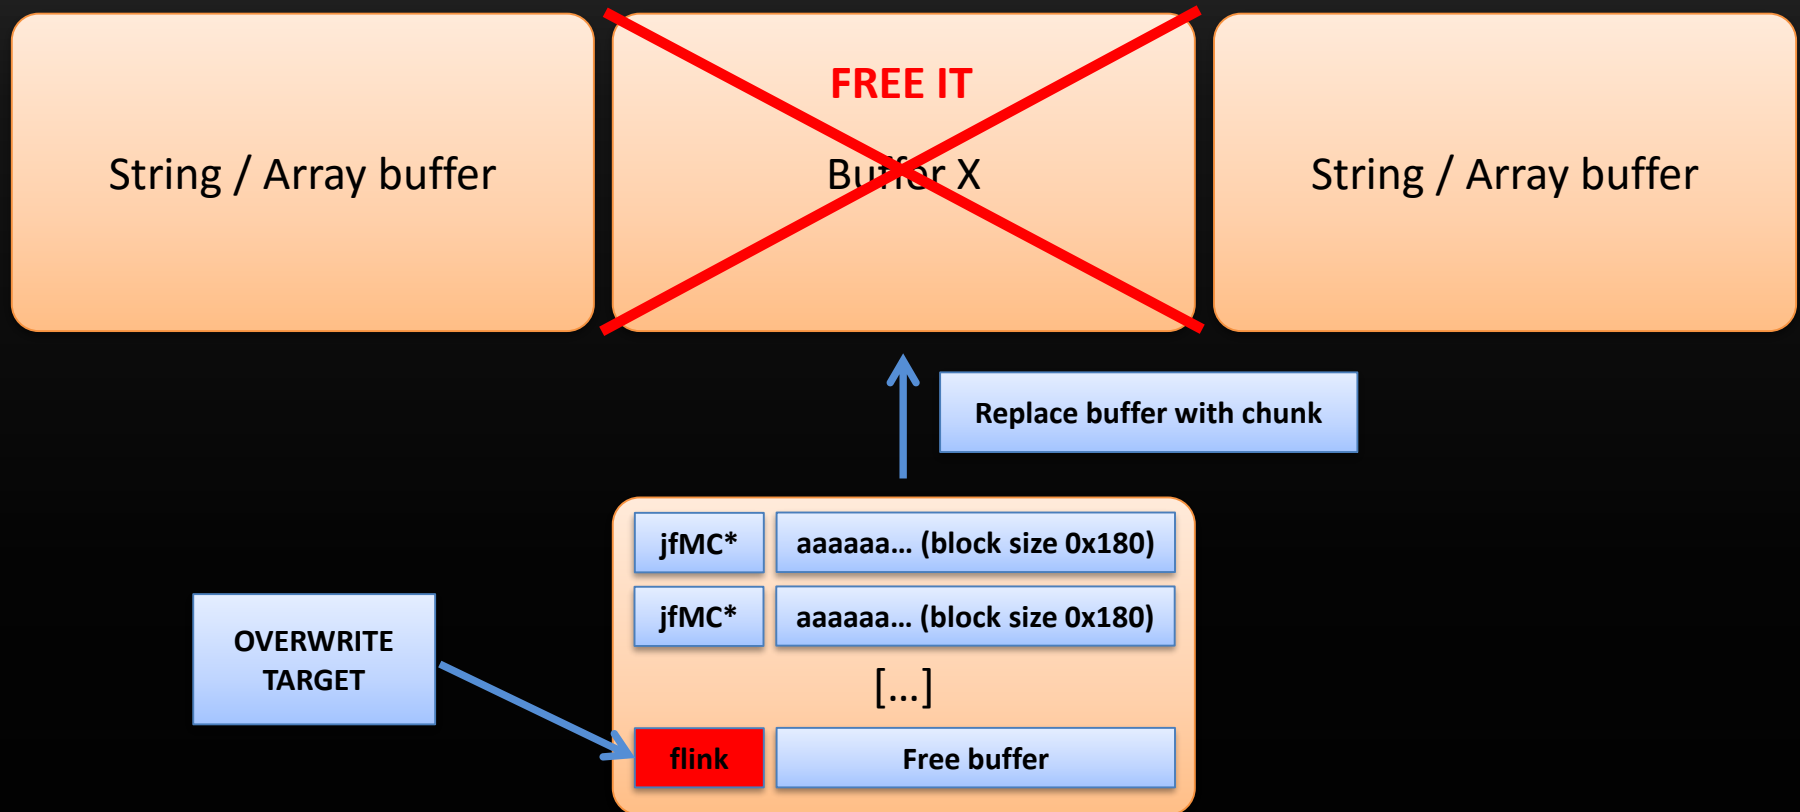 String / Array buffer
FREE IT
Buffer X
String / Array buffer
Replace buffer with chunk
jfMC*
aaaaaa… (block size 0x180)
jfMC*
aaaaaa… (block size 0x180)
[…]
OVERWRITE
TARGET
flink
Free buffer